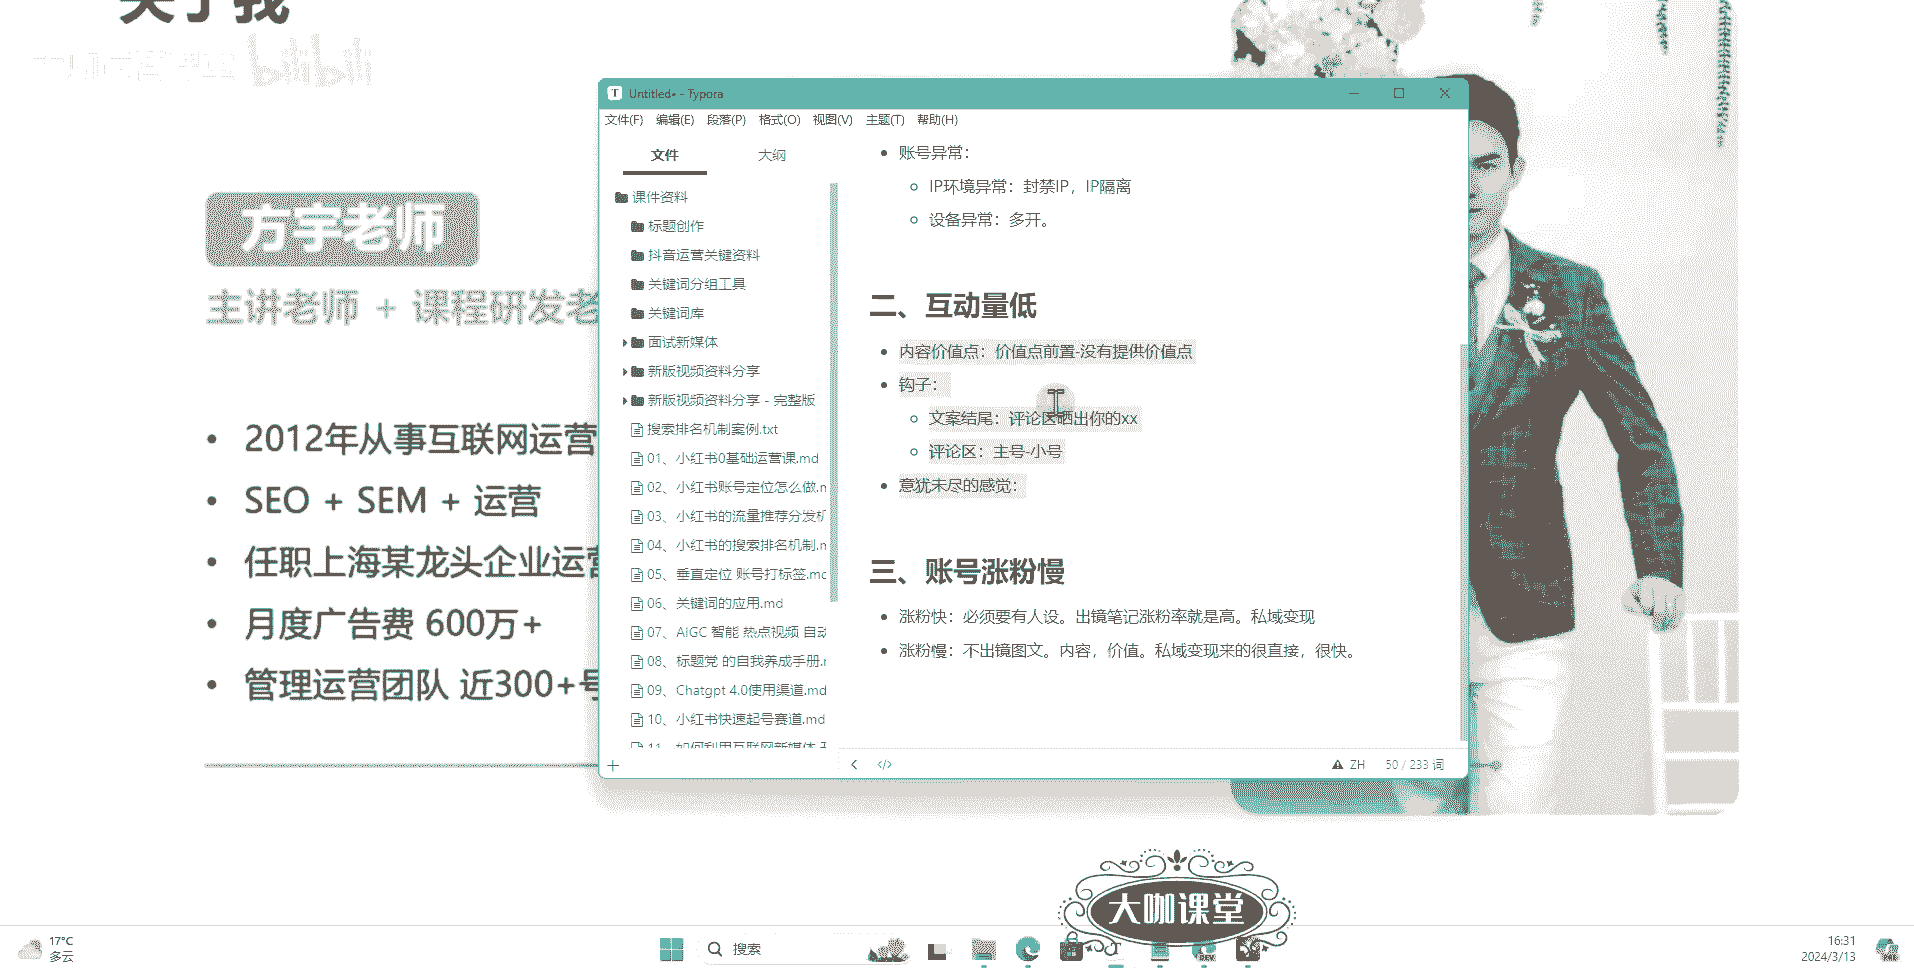 关于我
bilibili
方宇老师
主讲老师 + 课程研发老
2012年从事互联网运营
SEO + SEM + 运营
任职上海某龙头企业运营
月度广告费 600万+
管理运营团队 近300+号
Untitled• - Typora
文件(F) 编辑(E) 段落(P) 格式(O) 视图(V) 主题(T) 帮助(H)
文件 大纲
课件资料
标题创作
抖音运营关键资料
关键词分组工具
关键词库
面试新媒体
新版视频资料分享
新版视频资料分享 - 完整版
搜索排名机制案例.txt
01、小红书0基础运营课.md
02、小红书账号定位怎么做.m
03、小红书的流量推荐分发机
04、小红书的搜索排名机制.m
05、垂直定位 账号打标签.md
06、关键词的应用.md
07、AIGC 智能 热点视频 自动
08、标题党 的自我养成手册.m
09、Chatgpt 4.0使用渠道.md
10、小红书快速起号赛道.md
11、如何利用互联网新媒体
账号异常：
IP环境异常：封禁IP，IP隔离
设备异常：多开。
二、互动量低
内容价值点：价值点前置-没有提供价值点
钩子：
文案结尾：评论区晒出你的xx
评论区：主号-小号
意犹未尽的感觉：
三、账号涨粉慢
涨粉快：必须要有人设。出镜笔记涨粉率就是高。私域变现
涨粉慢：不出镜图文。内容，价值。私域变现来的很直接，很快。
ZH 50 / 233 词
大咖课堂
17°C
多云
搜索
16:31
2024/3/13